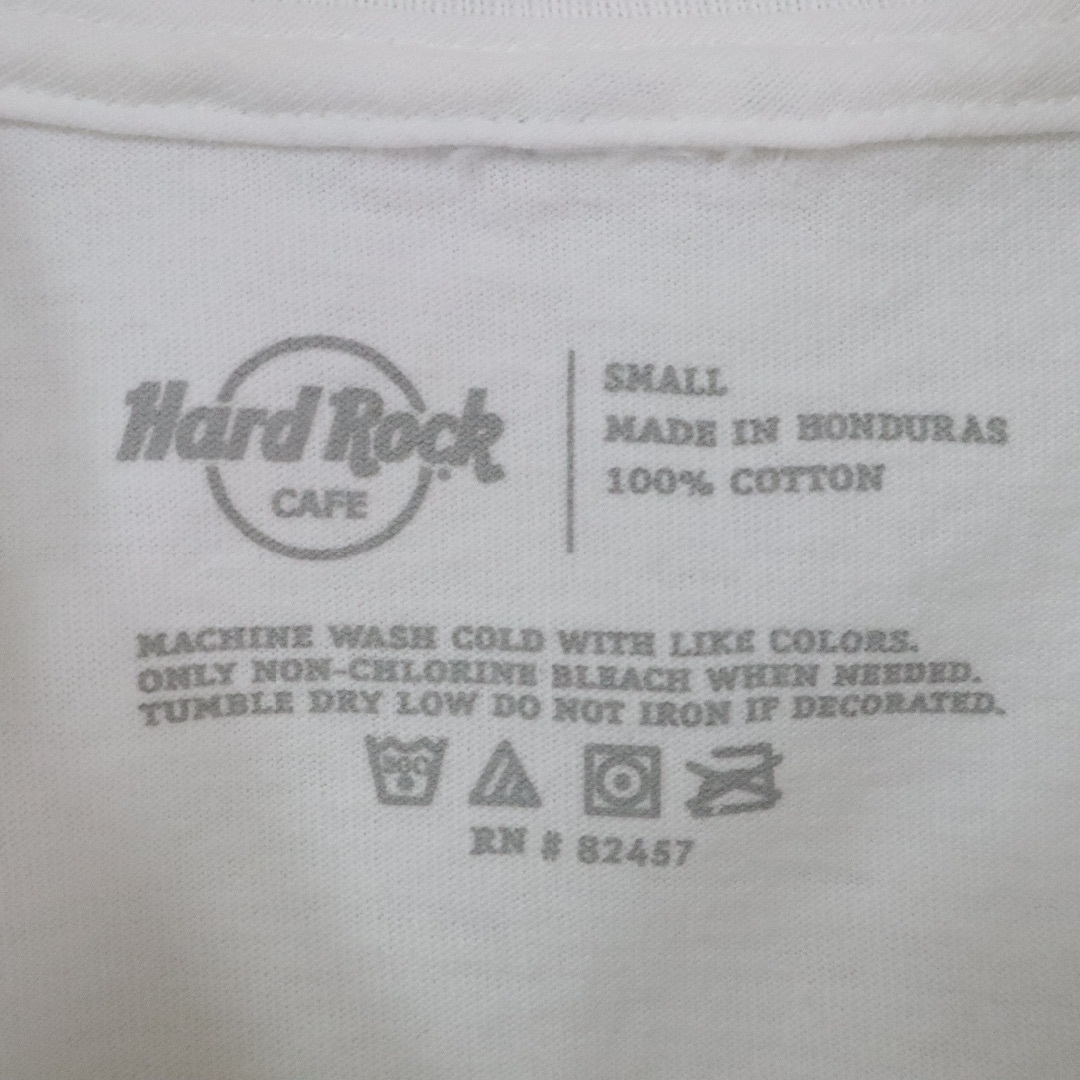 Hard Rock
CAFE
SMALL
MADE IN HONDURAS
100% COTTON
MACHINE WASH COLD WITH LIKE COLORS.
ONLY NON-CHLORINE BLEACH WHEN NEEDED.
TUMBLE DRY LOW DO NOT IRON IF DECORATED.
RN # 82457